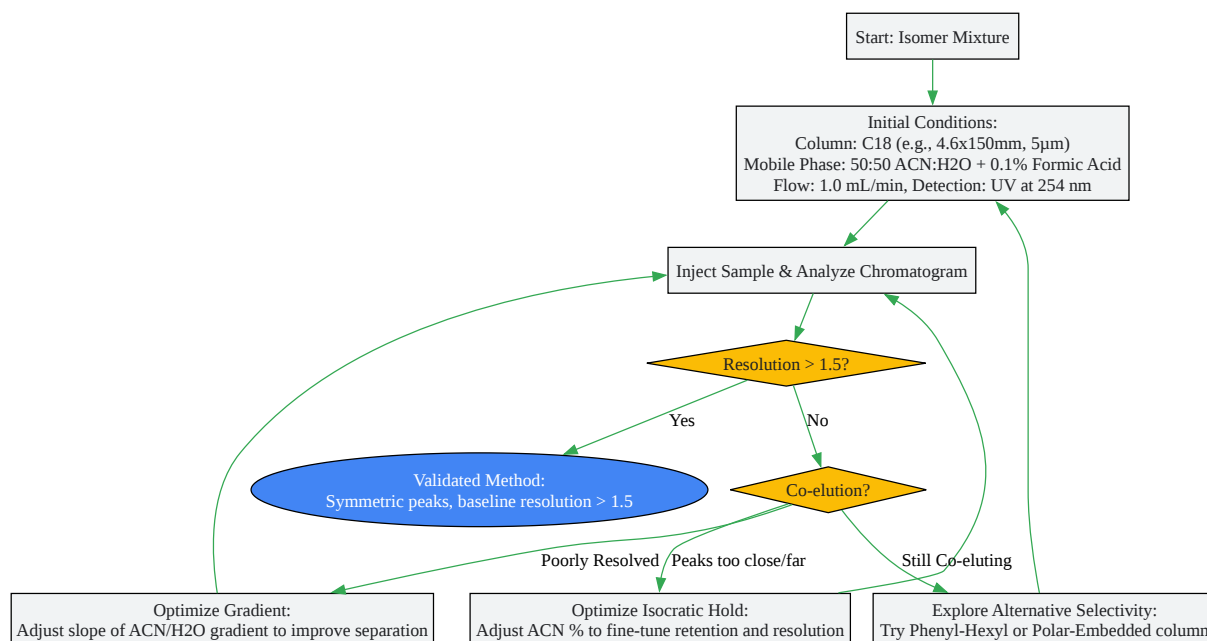 Start: Isomer Mixture
Initial Conditions:
Column: C18 (e.g., 4.6x150mm, 5µm)
Mobile Phase: 50:50 ACN:H2O + 0.1% Formic Acid
Flow: 1.0 mL/min, Detection: UV at 254 nm
Inject Sample & Analyze Chromatogram
Resolution > 1.5?
Yes
No
Validated Method:
Symmetric peaks, baseline resolution > 1.5
Co-elution?
Poorly Resolved
Peaks too close/far
Still Co-eluting
Optimize Gradient:
Adjust slope of ACN/H2O gradient to improve separation
Optimize Isocratic Hold:
Adjust ACN % to fine-tune retention and resolution
Explore Alternative Selectivity:
Try Phenyl-Hexyl or Polar-Embedded column